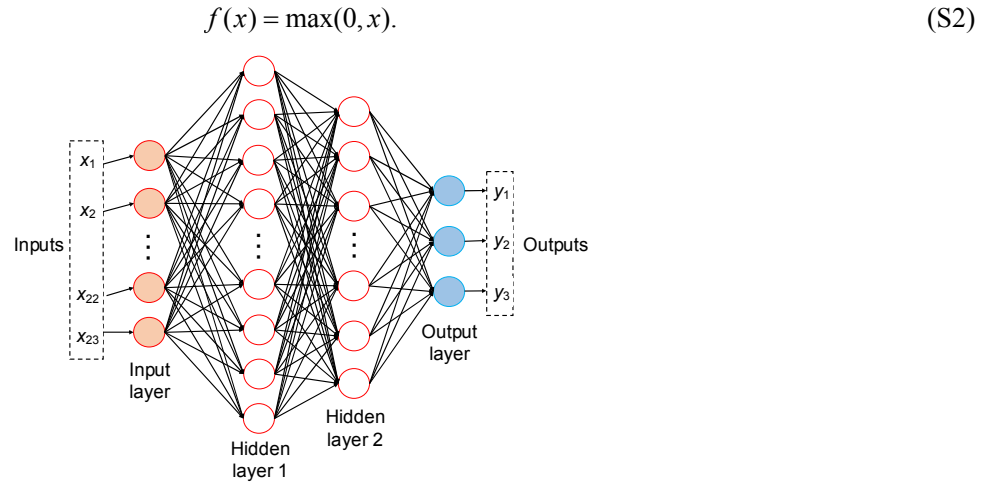 f(x) = max(0, x). (S2)
x₁
x₂
Inputs
⋮
x₂₂
x₂₃
Input
layer
Hidden
layer 1
Hidden
layer 2
Output
layer
y₁
y₂
y₃
Outputs